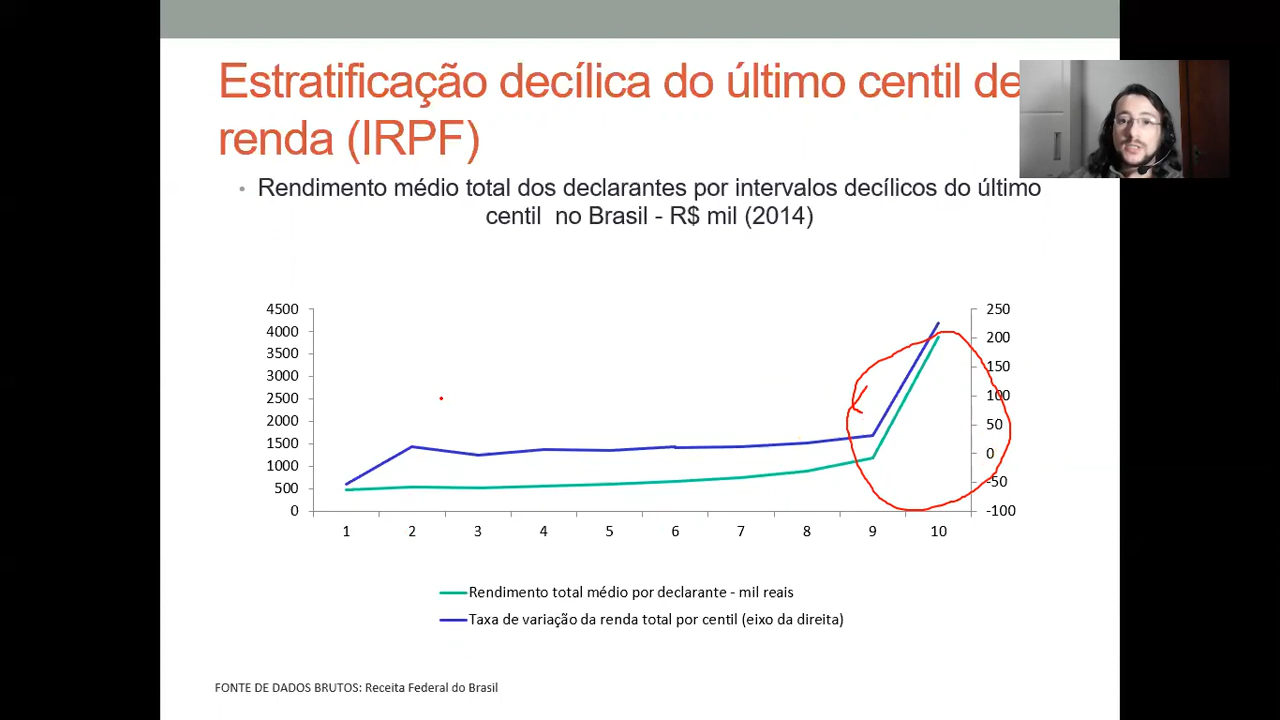 Estratificação decílica do último centil de
renda (IRPF)
• Rendimento médio total dos declarantes por intervalos decílicos do último
centil no Brasil - R$ mil (2014)
4500
4000
3500
3000
2500
2000
1500
1000
500
0
250
200
150
100
50
0
-50
-100
1 2 3 4 5 6 7 8 9 10
Rendimento total médio por declarante - mil reais
Taxa de variação da renda total por centil (eixo da direita)
FONTE DE DADOS BRUTOS: Receita Federal do Brasil